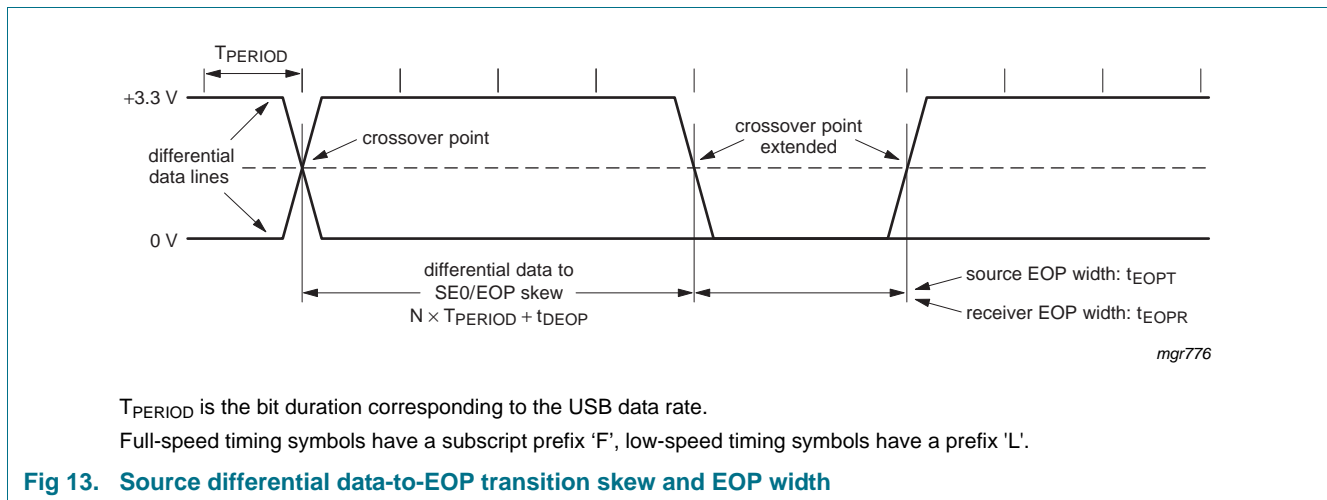 TPERIOD
+3.3 V
crossover point
crossover point
extended
differential
data lines
0 V
differential data to
SE0/EOP skew
N × TPERIOD + tDEOP
source EOP width: tEOPT
receiver EOP width: tEOPR
mgr776
TPERIOD is the bit duration corresponding to the USB data rate.
Full-speed timing symbols have a subscript prefix ‘F’, low-speed timing symbols have a prefix 'L'.
Fig 13. Source differential data-to-EOP transition skew and EOP width